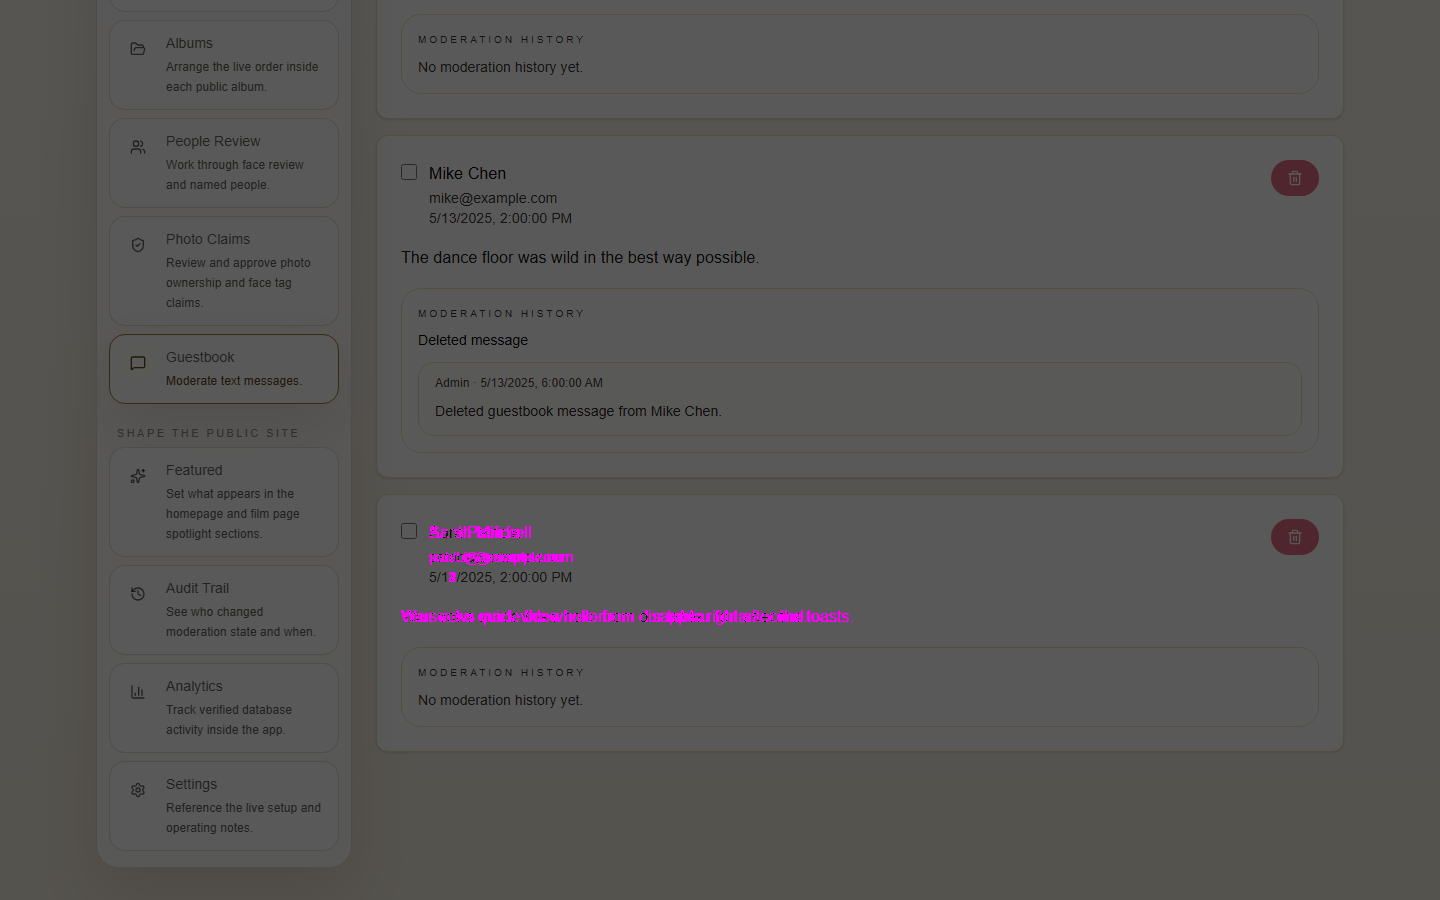 Albums
Arrange the live order inside
each public album.
People Review
Work through face review
and named people.
Photo Claims
Review and approve photo
ownership and face tag
claims.
Guestbook
Moderate text messages.
SHAPE THE PUBLIC SITE
Featured
Set what appears in the
homepage and film page
spotlight sections.
Audit Trail
See who changed
moderation state and when.
Analytics
Track verified database
activity inside the app.
Settings
Reference the live setup and
operating notes.
MODERATION HISTORY
No moderation history yet.
Mike Chen
mike@example.com
5/13/2025, 2:00:00 PM
The dance floor was wild in the best way possible.
MODERATION HISTORY
Deleted message
Admin · 5/13/2025, 6:00:00 AM
Deleted guestbook message from Mike Chen.
2:00:00 PM
toasts
MODERATION HISTORY
No moderation history yet.